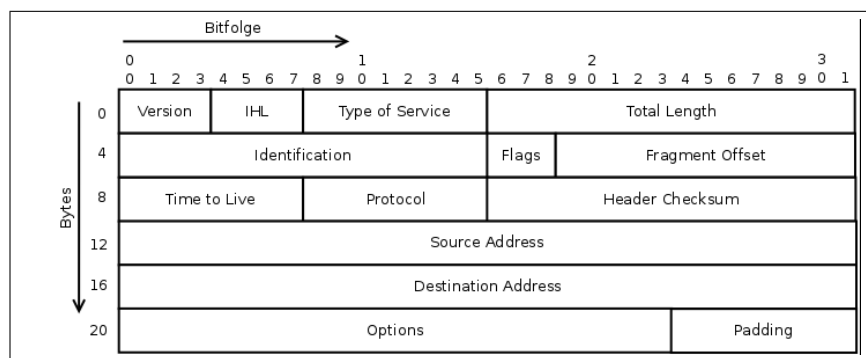 Bitfolge
0 1 2 3
0 1 2 3 4 5 6 7 8 9 0 1 2 3 4 5 6 7 8 9 0 1 2 3 4 5 6 7 8 9 0 1
Bytes
0 Version IHL Type of Service Total Length
4 Identification Flags Fragment Offset
8 Time to Live Protocol Header Checksum
12 Source Address
16 Destination Address
20 Options Padding